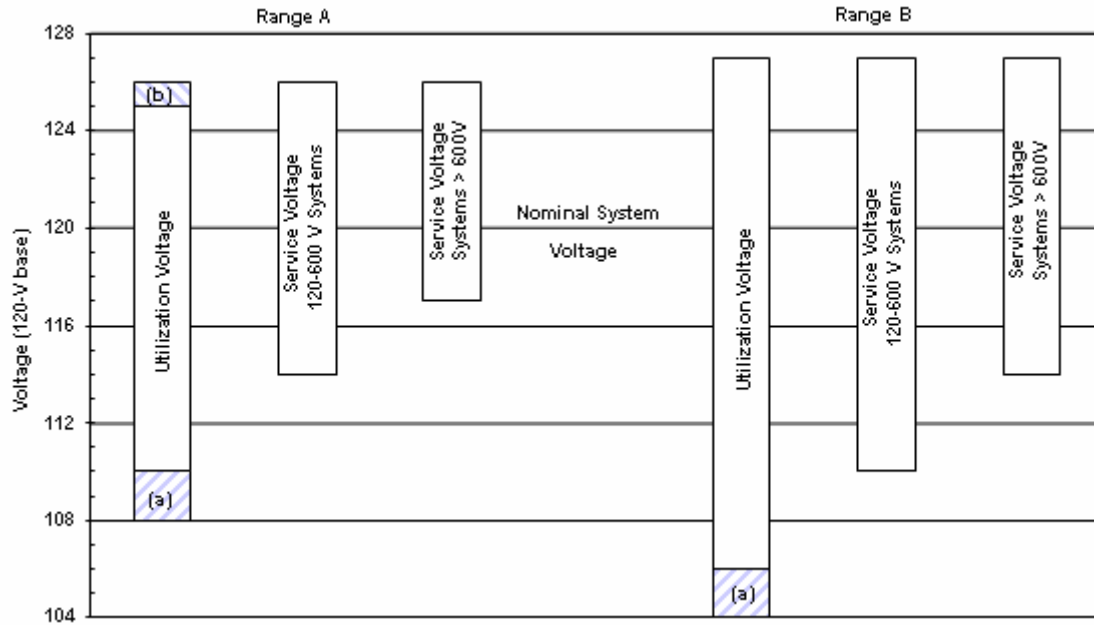 Range A
Range B
128
124
120
116
112
108
104
Voltage (120-V base)
(b)
Utilization Voltage
(a)
Service Voltage
120-600 V Systems
Service Voltage
Systems > 600V
Nominal System
Voltage
Utilization Voltage
(a)
Service Voltage
120-600 V Systems
Service Voltage
Systems > 600V